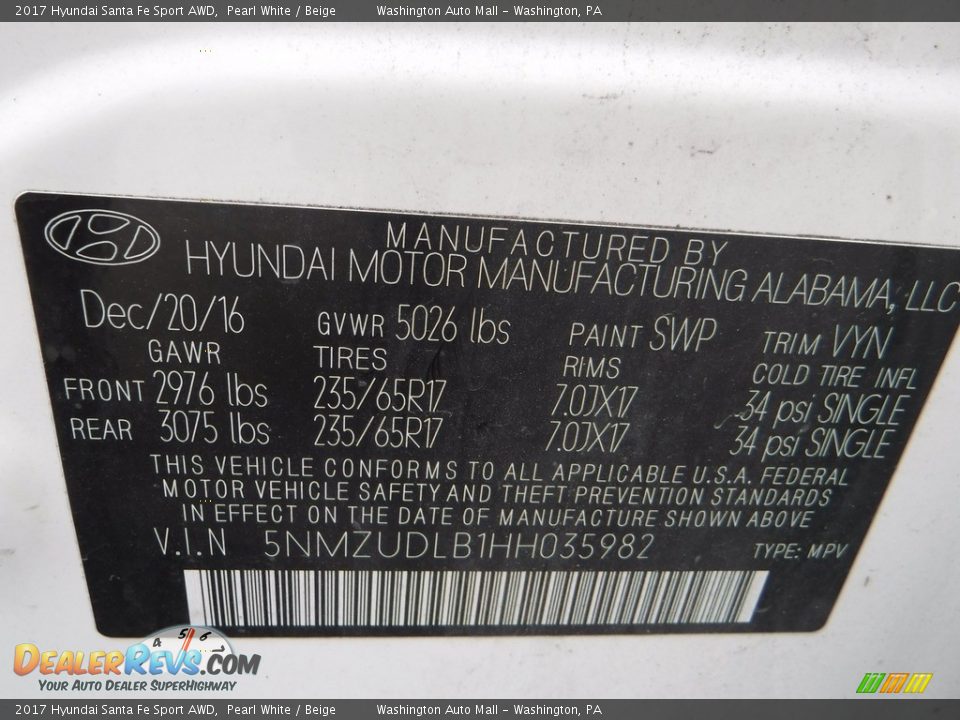 2017 Hyundai Santa Fe Sport AWD, Pearl White / Beige Washington Auto Mall - Washington, PA
MANUFACTURED BY
HYUNDAI MOTOR MANUFACTURING ALABAMA, LLC
Dec/20/16 GVWR 5026 lbs PAINT SWP TRIM VYN
GAWR TIRES RIMS COLD TIRE INFL
FRONT 2976 lbs 235/65R17 7.0JX17 34 psi SINGLE
REAR 3075 lbs 235/65R17 7.0JX17 34 psi SINGLE
THIS VEHICLE CONFORMS TO ALL APPLICABLE U.S.A. FEDERAL
MOTOR VEHICLE SAFETY AND THEFT PREVENTION STANDARDS
IN EFFECT ON THE DATE OF MANUFACTURE SHOWN ABOVE
V.I.N 5NMZUDLB1HH035982 TYPE: MPV
4 5 6
DealerRevs.com
Your Auto Dealer SuperHighway
2017 Hyundai Santa Fe Sport AWD, Pearl White / Beige Washington Auto Mall - Washington, PA